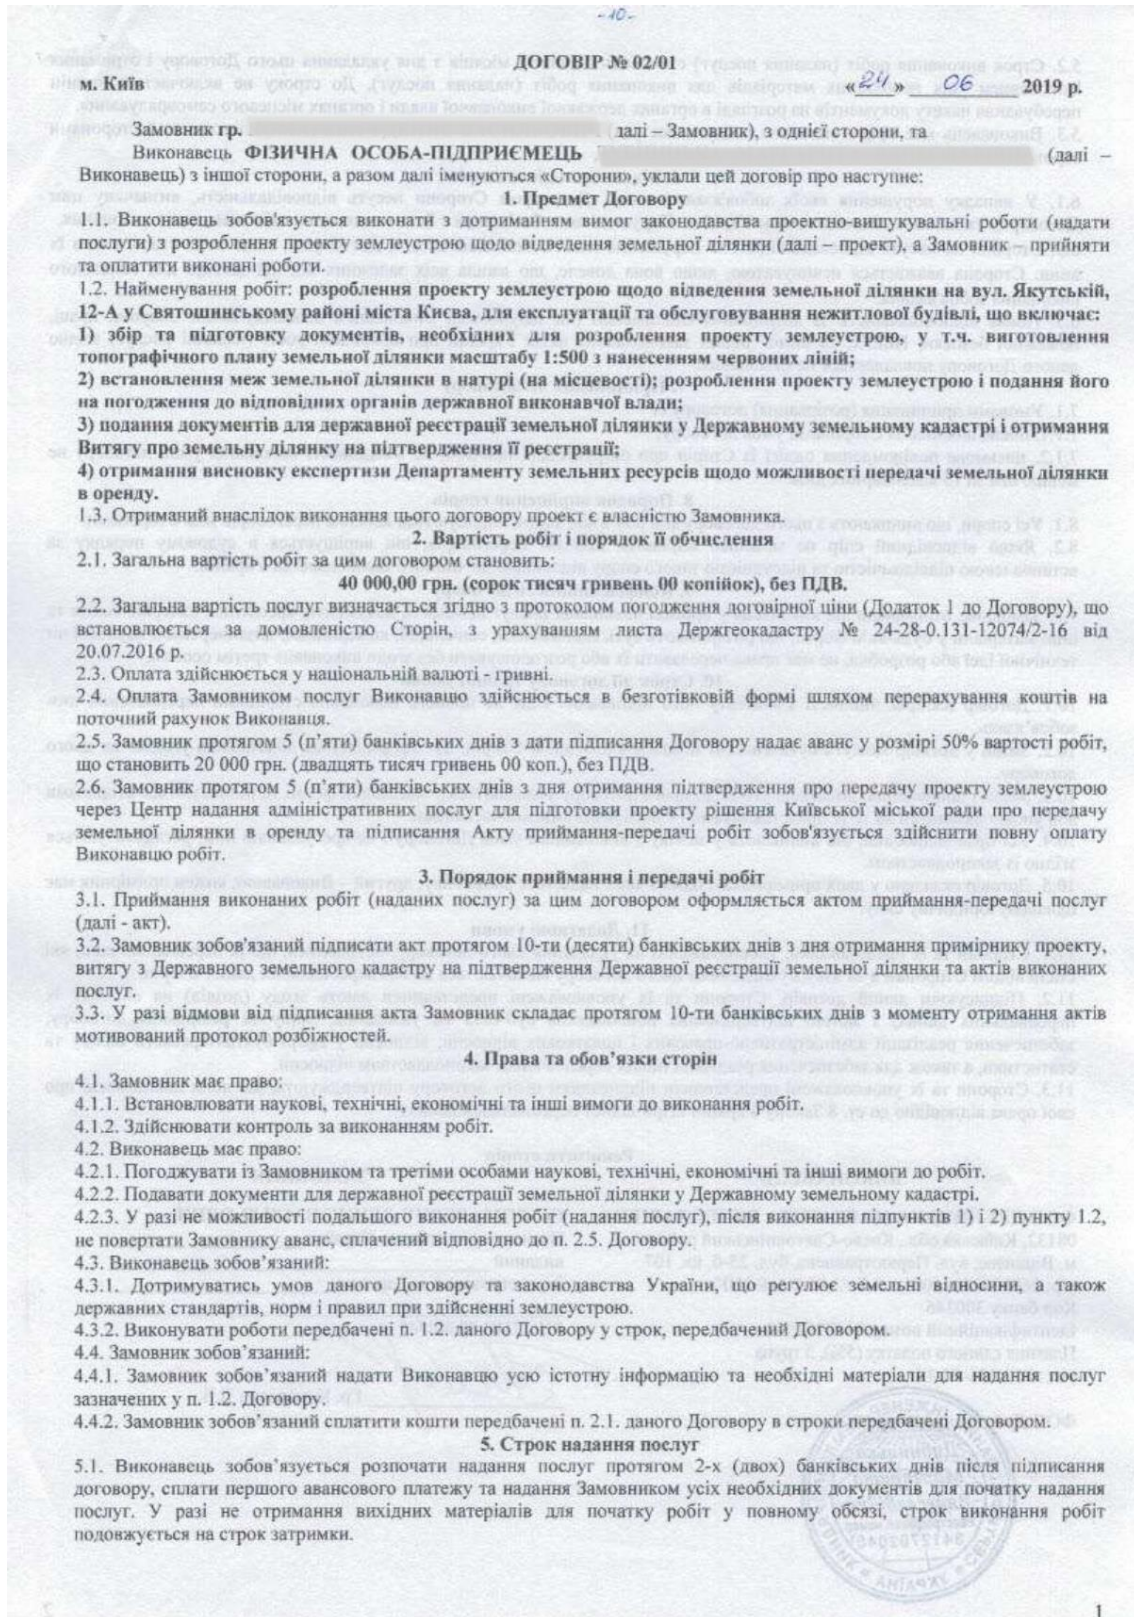 -10-
ДОГОВІР № 02/01
м. Київ «24» 06 2019 р.
Замовник гр. далі – Замовник), з однієї сторони, та
Виконавець ФІЗИЧНА ОСОБА-ПІДПРИЄМЕЦЬ (далі –
Виконавець) з іншої сторони, а разом далі іменуються «Сторони», уклали цей договір про наступне:
1. Предмет Договору
1.1. Виконавець зобов'язується виконати з дотриманням вимог законодавства проектно-вишукувальні роботи (надати
послуги) з розроблення проекту землеустрою щодо відведення земельної ділянки (далі – проект), а Замовник – прийняти
та оплатити виконані роботи.
1.2. Найменування робіт: розроблення проекту землеустрою щодо відведення земельної ділянки на вул. Якутській,
12-А у Святошинському районі міста Києва, для експлуатації та обслуговування нежитлової будівлі, що включає:
1) збір та підготовку документів, необхідних для розроблення проекту землеустрою, у т.ч. виготовлення
топографічного плану земельної ділянки масштабу 1:500 з нанесенням червоних ліній;
2) встановлення меж земельної ділянки в натурі (на місцевості); розроблення проекту землеустрою і подання його
на погодження до відповідних органів державної виконавчої влади;
3) подання документів для державної реєстрації земельної ділянки у Державному земельному кадастрі і отримання
Витягу про земельну ділянку на підтвердження її реєстрації;
4) отримання висновку експертизи Департаменту земельних ресурсів щодо можливості передачі земельної ділянки
в оренду.
1.3. Отриманий внаслідок виконання цього договору проект є власністю Замовника.
2. Вартість робіт і порядок її обчислення
2.1. Загальна вартість робіт за цим договором становить:
40 000,00 грн. (сорок тисяч гривень 00 копійок), без ПДВ.
2.2. Загальна вартість послуг визначається згідно з протоколом погодження договірної ціни (Додаток 1 до Договору), що
встановлюється за домовленістю Сторін, з урахуванням листа Держгеокадастру № 24-28-0.131-12074/2-16 від
20.07.2016 р.
2.3. Оплата здійснюється у національній валюті - гривні.
2.4. Оплата Замовником послуг Виконавцю здійснюється в безготівковій формі шляхом перерахування коштів на
поточний рахунок Виконавця.
2.5. Замовник протягом 5 (п’яти) банківських днів з дати підписання Договору надає аванс у розмірі 50% вартості робіт,
що становить 20 000 грн. (двадцять тисяч гривень 00 коп.), без ПДВ.
2.6. Замовник протягом 5 (п’яти) банківських днів з дня отримання підтвердження про передачу проекту землеустрою
через Центр надання адміністративних послуг для підготовки проекту рішення Київської міської ради про передачу
земельної ділянки в оренду та підписання Акту приймання-передачі робіт зобов'язується здійснити повну оплату
Виконавцю робіт.
3. Порядок приймання і передачі робіт
3.1. Приймання виконаних робіт (наданих послуг) за цим договором оформляється актом приймання-передачі послуг
(далі - акт).
3.2. Замовник зобов'язаний підписати акт протягом 10-ти (десяти) банківських днів з дня отримання примірнику проекту,
витягу з Державного земельного кадастру на підтвердження Державної реєстрації земельної ділянки та актів виконаних
послуг.
3.3. У разі відмови від підписання акта Замовник складає протягом 10-ти банківських днів з моменту отримання актів
мотивований протокол розбіжностей.
4. Права та обов’язки сторін
4.1. Замовник має право:
4.1.1. Встановлювати наукові, технічні, економічні та інші вимоги до виконання робіт.
4.1.2. Здійснювати контроль за виконанням робіт.
4.2. Виконавець має право:
4.2.1. Погоджувати із Замовником та третіми особами наукові, технічні, економічні та інші вимоги до робіт.
4.2.2. Подавати документи для державної реєстрації земельної ділянки у Державному земельному кадастрі.
4.2.3. У разі не можливості подальшого виконання робіт (надання послуг), після виконання підпунктів 1) і 2) пункту 1.2,
не повертати Замовнику аванс, сплачений відповідно до п. 2.5. Договору.
4.3. Виконавець зобов’язаний:
4.3.1. Дотримуватись умов даного Договору та законодавства України, що регулює земельні відносини, а також
державних стандартів, норм і правил при здійсненні землеустрою.
4.3.2. Виконувати роботи передбачені п. 1.2. даного Договору у строк, передбачений Договором.
4.4. Замовник зобов’язаний:
4.4.1. Замовник зобов’язаний надати Виконавцю усю істотну інформацію та необхідні матеріали для надання послуг
зазначених у п. 1.2. Договору.
4.4.2. Замовник зобов’язаний сплатити кошти передбачені п. 2.1. даного Договору в строки передбачені Договором.
5. Строк надання послуг
5.1. Виконавець зобов’язується розпочати надання послуг протягом 2-х (двох) банківських днів після підписання
договору, сплати першого авансового платежу та надання Замовником усіх необхідних документів для початку надання
послуг. У разі не отримання вихідних матеріалів для початку робіт у повному обсязі, строк виконання робіт
подовжується на строк затримки.
1